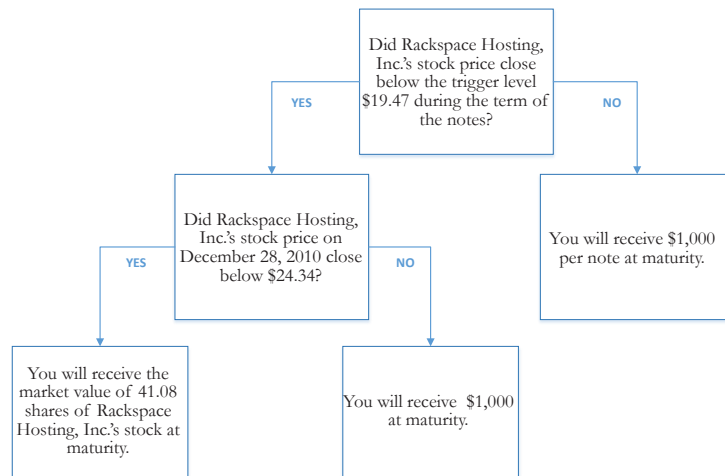 Did Rackspace Hosting,
Inc.'s stock price close
below the trigger level
$19.47 during the term of
the notes?
YES
NO
Did Rackspace Hosting,
Inc.'s stock price on
December 28, 2010 close
below $24.34?
You will receive $1,000
per note at maturity.
YES
NO
You will receive the
market value of 41.08
shares of Rackspace
Hosting, Inc.'s stock at
maturity.
You will receive $1,000
at maturity.